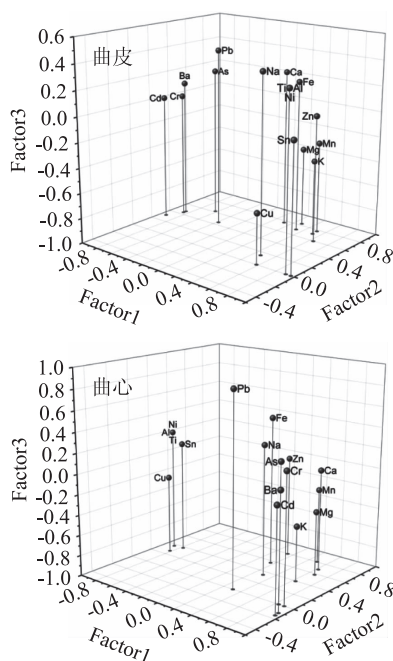 曲皮
0.6
0.4
0.2
0.0
-0.2
-0.4
-0.6
-0.8
-1.0
Factor3
Pb
As
Ba
Cd
Cr
Na
Ca
Ti
Al
Fe
Ni
Zn
Sn
Mn
Mg
K
Cu
-0.8
-0.4
0.0
0.4
0.8
Factor1
-0.4
0.0
0.4
0.8
Factor2
曲心
1.0
0.8
0.6
0.4
0.2
0.0
-0.2
-0.4
-0.6
-0.8
-1.0
Factor3
Pb
Ni
Al
Ti
Sn
Cu
Fe
Na
As
Zn
Cr
Ca
Ba
Mn
Cd
Mg
K
-0.8
-0.4
0.0
0.4
0.8
Factor1
-0.4
0.0
0.4
0.8
Factor2